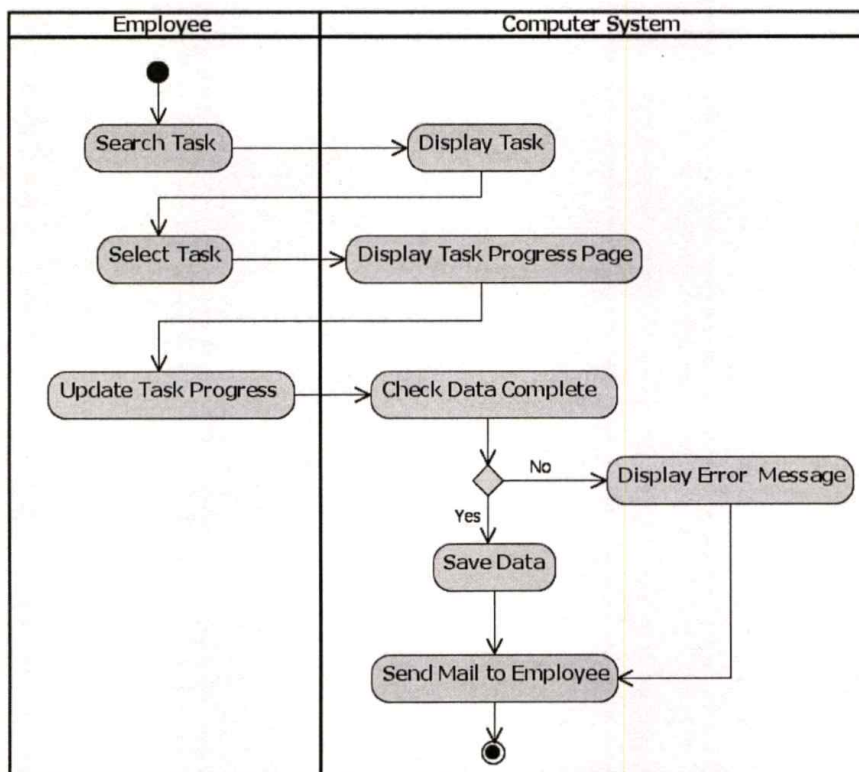 Employee
Computer System
Search Task
Display Task
Select Task
Display Task Progress Page
Update Task Progress
Check Data Complete
No
Display Error Message
Yes
Save Data
Send Mail to Employee